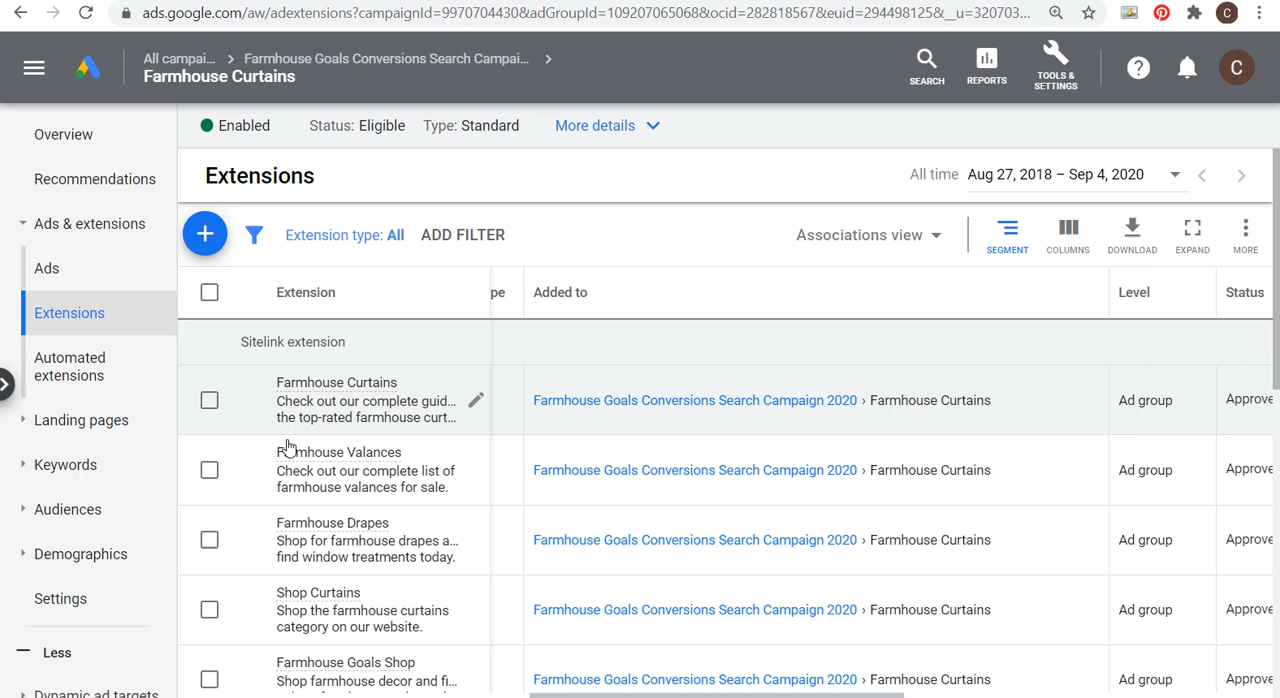 ads.google.com/aw/adextensions?campaignId=9970704430&adGroupId=109207065068&ocid=282818567&euid=294498125&__u=320703...
C
All campai... > Farmhouse Goals Conversions Search Campai... >
Farmhouse Curtains
SEARCH
REPORTS
TOOLS &
SETTINGS
?
C
Overview
Recommendations
Ads & extensions
Ads
Extensions
Automated
extensions
Landing pages
Keywords
Audiences
Demographics
Settings
Less
Dynamic ad targets
Enabled
Status: Eligible
Type: Standard
More details
Extensions
All time Aug 27, 2018 – Sep 4, 2020
Extension type: All
ADD FILTER
Associations view
SEGMENT
COLUMNS
DOWNLOAD
EXPAND
MORE
Extension
pe
Added to
Level
Status
Sitelink extension
Farmhouse Curtains
Check out our complete guid...
the top-rated farmhouse curt...
Farmhouse Goals Conversions Search Campaign 2020 › Farmhouse Curtains
Ad group
Approve
Farmhouse Valances
Check out our complete list of
farmhouse valances for sale.
Farmhouse Goals Conversions Search Campaign 2020 › Farmhouse Curtains
Ad group
Approve
Farmhouse Drapes
Shop for farmhouse drapes a...
find window treatments today.
Farmhouse Goals Conversions Search Campaign 2020 › Farmhouse Curtains
Ad group
Approve
Shop Curtains
Shop the farmhouse curtains
category on our website.
Farmhouse Goals Conversions Search Campaign 2020 › Farmhouse Curtains
Ad group
Approve
Farmhouse Goals Shop
Shop farmhouse decor and fi...
Farmhouse Goals Conversions Search Campaign 2020 › Farmhouse Curtains
Ad group
Approve